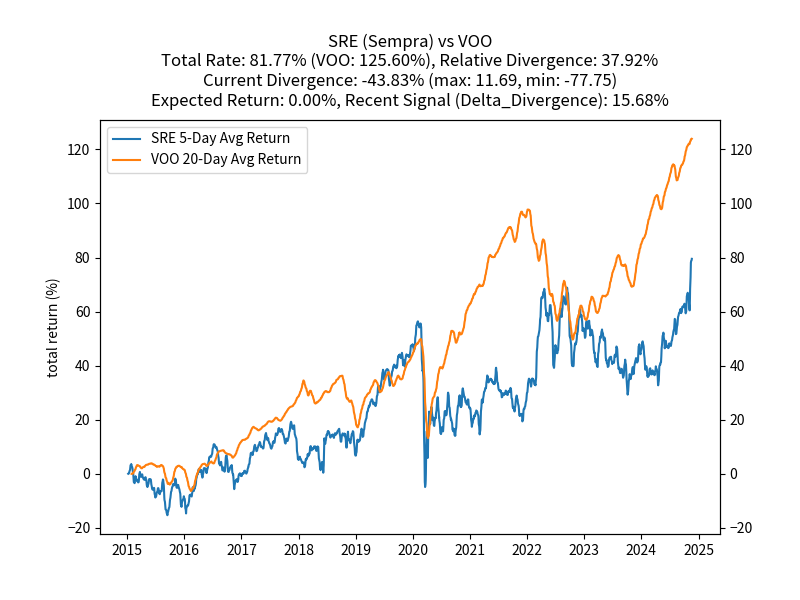 SRE (Sempra) vs VOO
Total Rate: 81.77% (VOO: 125.60%), Relative Divergence: 37.92%
Current Divergence: -43.83% (max: 11.69, min: -77.75)
Expected Return: 0.00%, Recent Signal (Delta_Divergence): 15.68%
SRE 5-Day Avg Return
VOO 20-Day Avg Return
total return (%)
120 120
100 100
80 80
60 60
40 40
20 20
0 0
−20 −20
2015 2016 2017 2018 2019 2020 2021 2022 2023 2024 2025